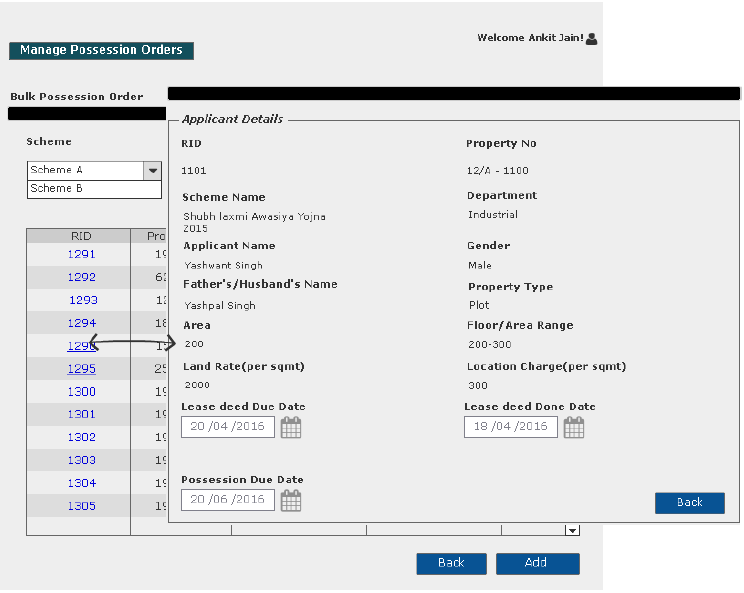 Welcome Ankit Jain!
Manage Possession Orders
Bulk Possession Order
Scheme
Scheme A
Scheme B
RID
1291
1292
1293
1294
1295
1300
1301
1302
1303
1304
1305
Back Add
Applicant Details
RID Property No
1101 12/A - 1100
Scheme Name Department
Shubh laxmi Awasiya Yojna Industrial
2015
Applicant Name Gender
Yashwant Singh Male
Father's/Husband's Name Property Type
Yashpal Singh Plot
Area Floor/Area Range
200 200-300
Land Rate(per sqmt) Location Charge(per sqmt)
2000 300
Lease deed Due Date Lease deed Done Date
20 /04 /2016 18 /04 /2016
Possession Due Date
20 /06 /2016
Back